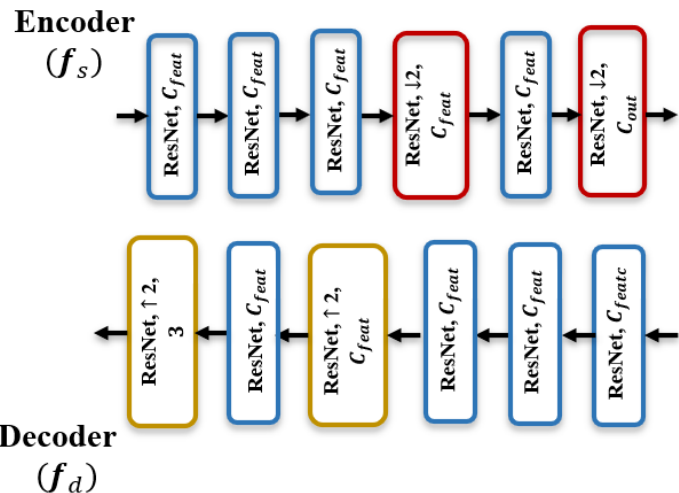 Encoder
(f_s)
ResNet, C_feat
ResNet, C_feat
ResNet, C_feat
ResNet, ↓2,
C_feat
ResNet, C_feat
ResNet, ↓2,
C_out
ResNet, ↑ 2,
3
ResNet, C_feat
ResNet, ↑ 2,
C_feat
ResNet, C_feat
ResNet, C_feat
ResNet, C_featc
Decoder
(f_d)